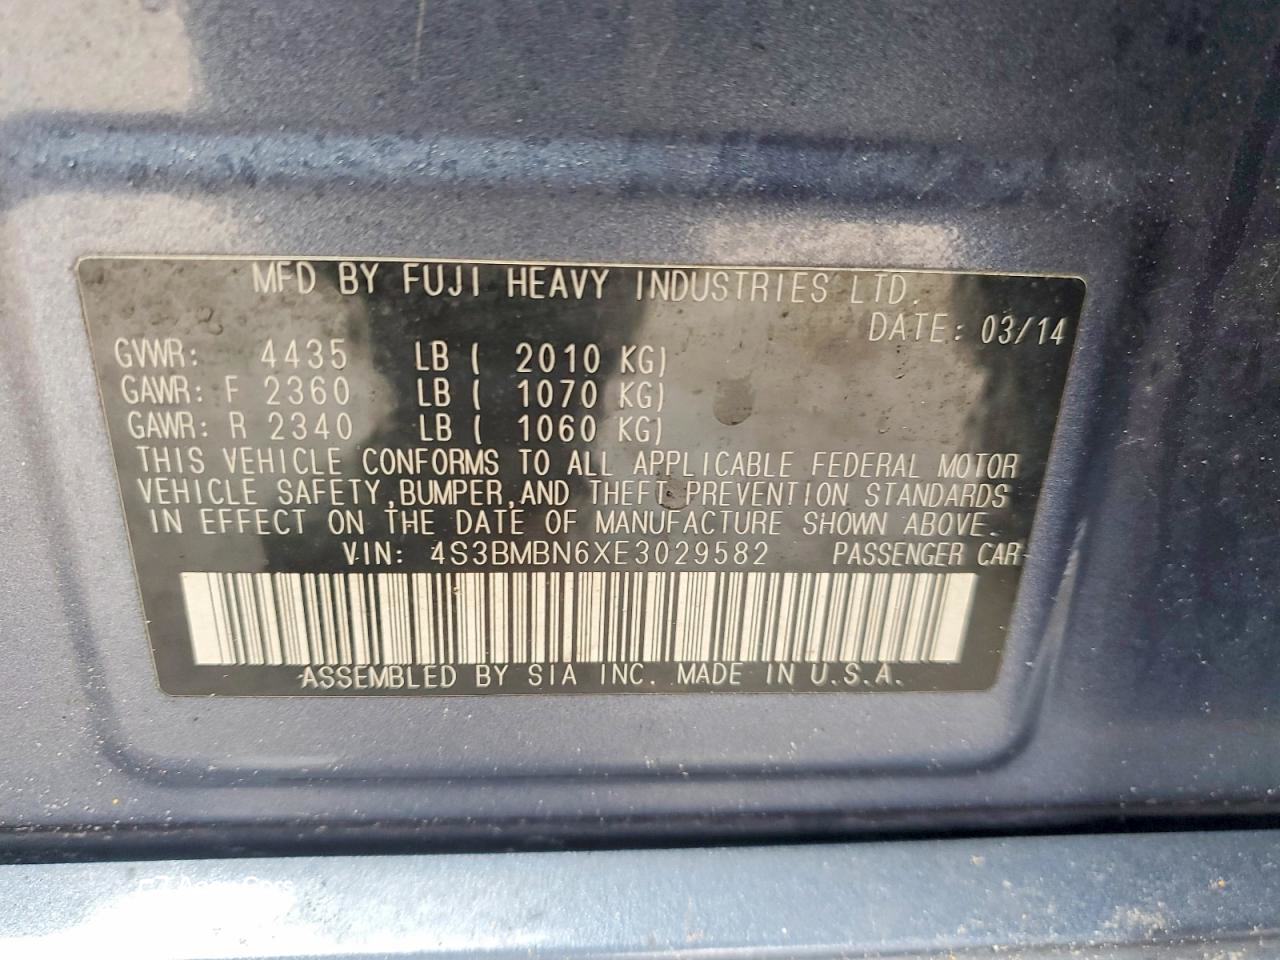 MFD BY FUJI HEAVY INDUSTRIES LTD.
DATE: 03/14
GVWR: 4435 LB ( 2010 KG)
GAWR: F 2360 LB ( 1070 KG)
GAWR: R 2340 LB ( 1060 KG)
THIS VEHICLE CONFORMS TO ALL APPLICABLE FEDERAL MOTOR
VEHICLE SAFETY,BUMPER,AND THEFT PREVENTION STANDARDS
IN EFFECT ON THE DATE OF MANUFACTURE SHOWN ABOVE.
VIN: 4S3BMBN6XE3029582 PASSENGER CAR
ASSEMBLED BY SIA INC. MADE IN U.S.A.